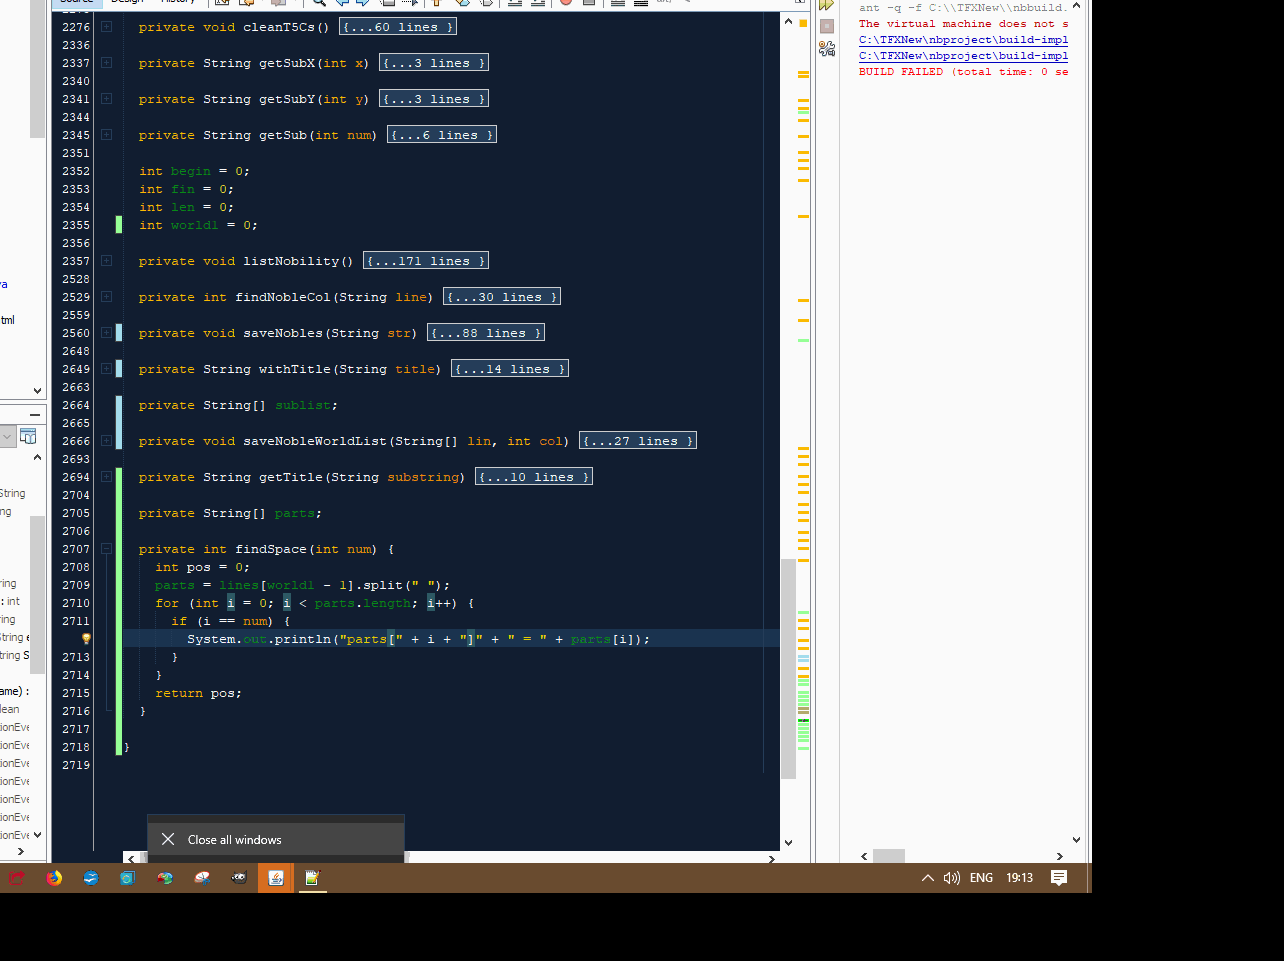 Source Design History
2276 private void cleanT5Cs() {...60 lines }
2336
2337 private String getSubX(int x) {...3 lines }
2340
2341 private String getSubY(int y) {...3 lines }
2344
2345 private String getSub(int num) {...6 lines }
2351
2352 int begin = 0;
2353 int fin = 0;
2354 int len = 0;
2355 int worldl = 0;
2356
2357 private void listNobility() {...171 lines }
2528
2529 private int findNobleCol(String line) {...30 lines }
2559
2560 private void saveNobles(String str) {...88 lines }
2648
2649 private String withTitle(String title) {...14 lines }
2663
2664 private String[] sublist;
2665
2666 private void saveNobleWorldList(String[] lin, int col) {...27 lines }
2693
2694 private String getTitle(String substring) {...10 lines }
2704
2705 private String[] parts;
2706
2707 private int findSpace(int num) {
2708 int pos = 0;
2709 parts = lines[worldl - 1].split(" ");
2710 for (int i = 0; i < parts.length; i++) {
2711 if (i == num) {
System.out.println("parts[" + i + "]" + " = " + parts[i]);
2713 }
2714 }
2715 return pos;
2716 }
2717
2718 }
2719
va
tml
String
ng
ring
: int
ring
String e
tring S
ame) :
lean
ionEve
ionEve
ionEve
ionEve
ionEve
ionEve
ionEve
ant -q -f C:\\TFXNew\\nbbuild.
The virtual machine does not s
C:\TFXNew\nbproject\build-impl
C:\TFXNew\nbproject\build-impl
BUILD FAILED (total time: 0 se
Close all windows
ENG 19:13